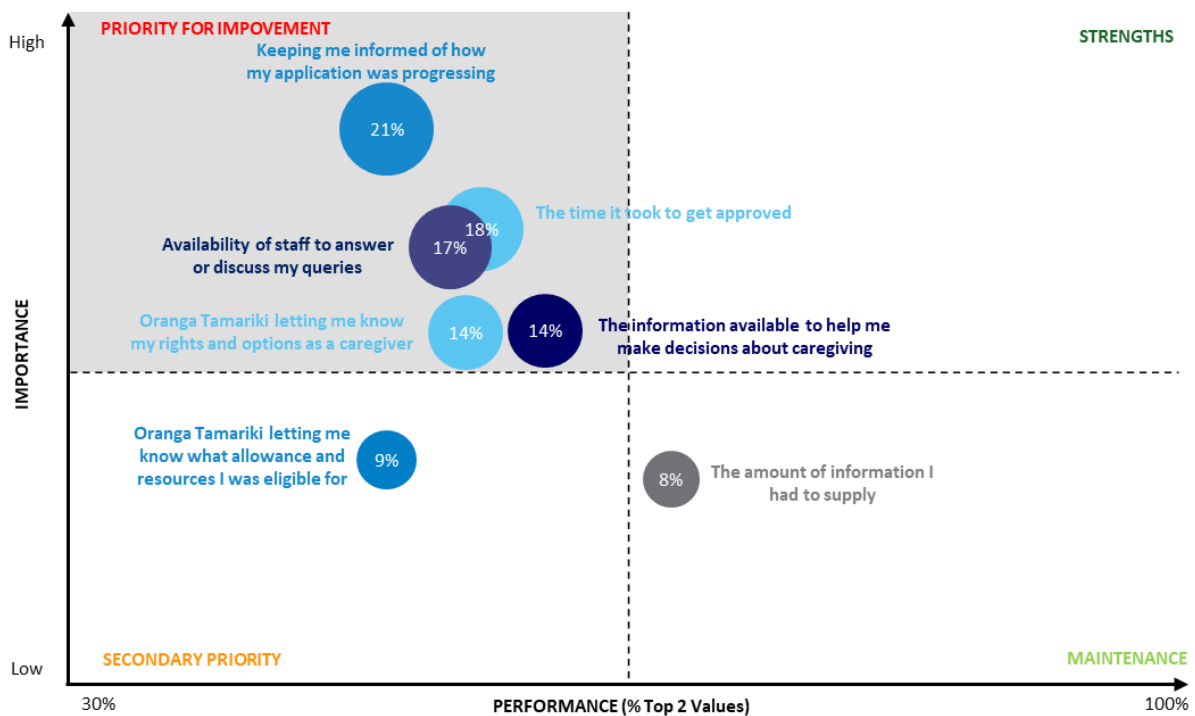 High
PRIORITY FOR IMPOVEMENT
STRENGTHS
Keeping me informed of how
my application was progressing
21%
The time it took to get approved
18%
Availability of staff to answer
or discuss my queries
17%
Oranga Tamariki letting me know
my rights and options as a caregiver
14%
14%
The information available to help me
make decisions about caregiving
IMPORTANCE
Oranga Tamariki letting me
know what allowance and
resources I was eligible for
9%
8%
The amount of information I
had to supply
SECONDARY PRIORITY
MAINTENANCE
Low
30%
PERFORMANCE (% Top 2 Values)
100%